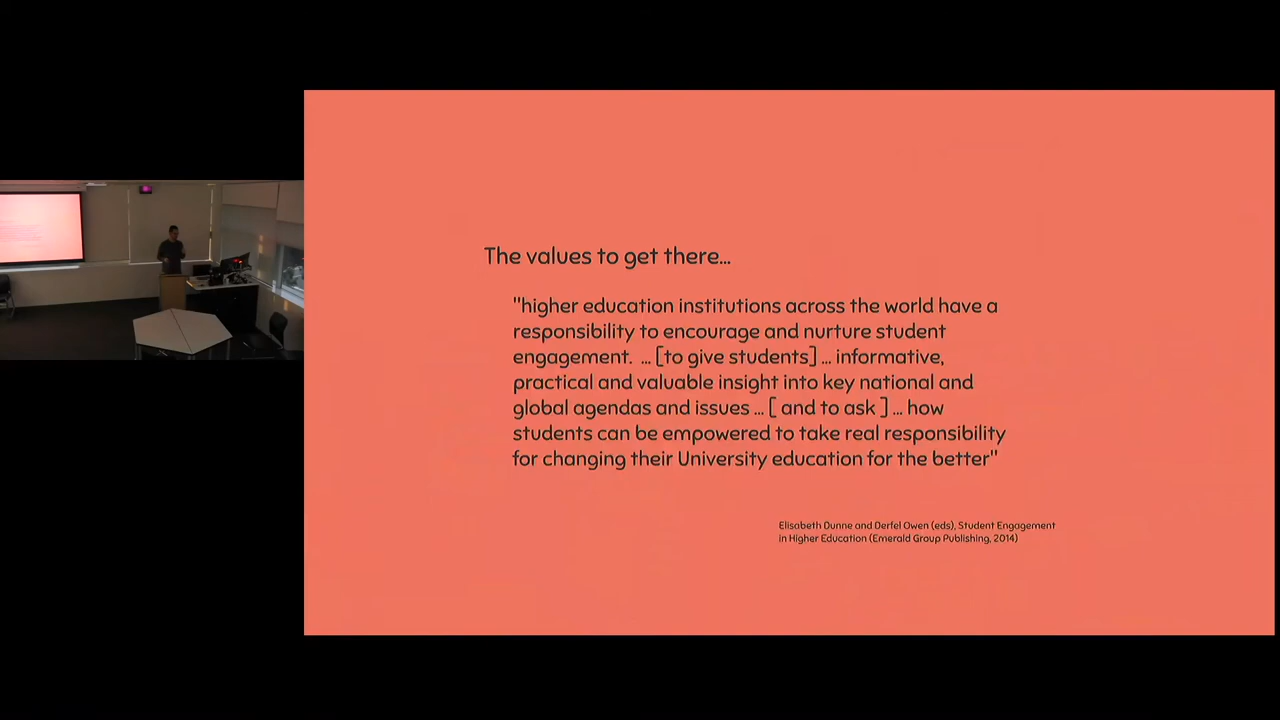 The values to get there...
"higher education institutions across the world have a
responsibility to encourage and nurture student
engagement. ... [to give students] ... informative,
practical and valuable insight into key national and
global agendas and issues ... [ and to ask ] ... how
students can be empowered to take real responsibility
for changing their University education for the better"
Elisabeth Dunne and Derfel Owen (eds), Student Engagement
in Higher Education (Emerald Group Publishing, 2014)